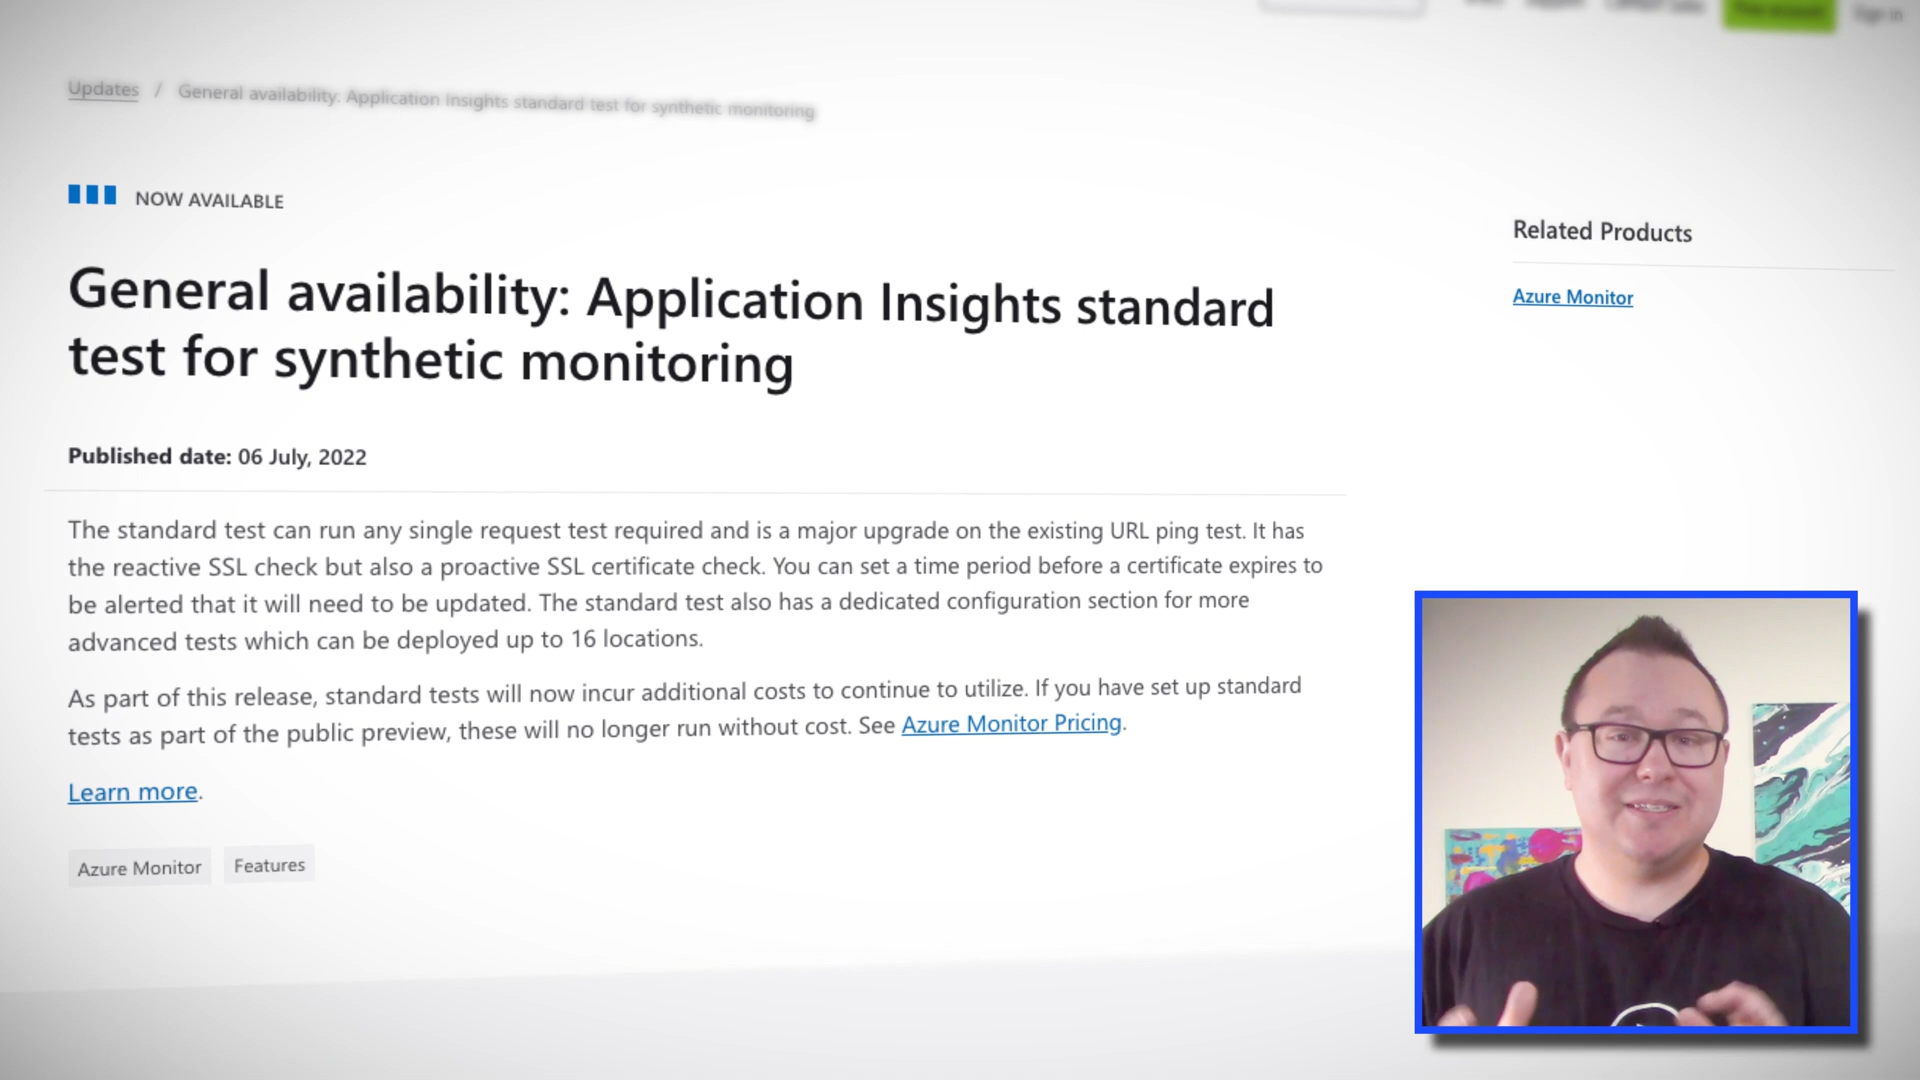 Updates / General availability: Application Insights standard test for synthetic monitoring
NOW AVAILABLE
General availability: Application Insights standard
test for synthetic monitoring
Published date: 06 July, 2022
The standard test can run any single request test required and is a major upgrade on the existing URL ping test. It has
the reactive SSL check but also a proactive SSL certificate check. You can set a time period before a certificate expires to
be alerted that it will need to be updated. The standard test also has a dedicated configuration section for more
advanced tests which can be deployed up to 16 locations.
As part of this release, standard tests will now incur additional costs to continue to utilize. If you have set up standard
tests as part of the public preview, these will no longer run without cost. See Azure Monitor Pricing.
Learn more.
Azure Monitor Features
Related Products
Azure Monitor
Sign in